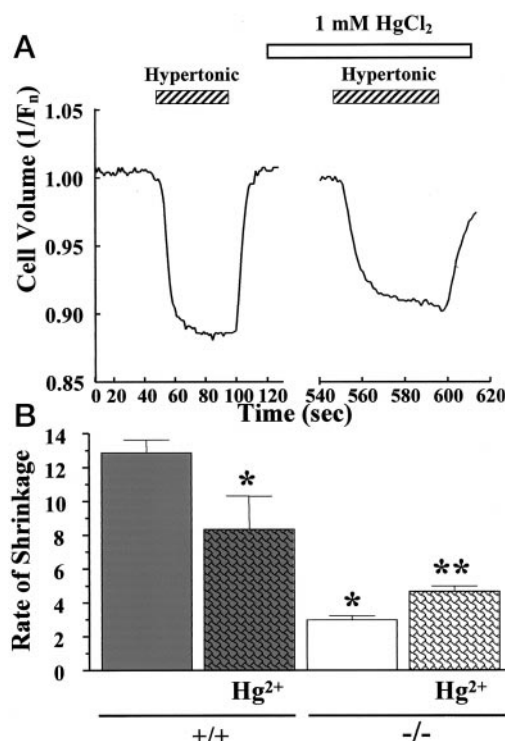 1 mM HgCl₂
A
Hypertonic Hypertonic
Cell Volume (1/Fₙ)
1.05
1.00
0.95
0.90
0.85
0 20 40 60 80 100 120 540 560 580 600 620
Time (sec)
B
Rate of Shrinkage
14
12
10
8
6
4
2
0
* * **
Hg²⁺ Hg²⁺
+/+ -/-